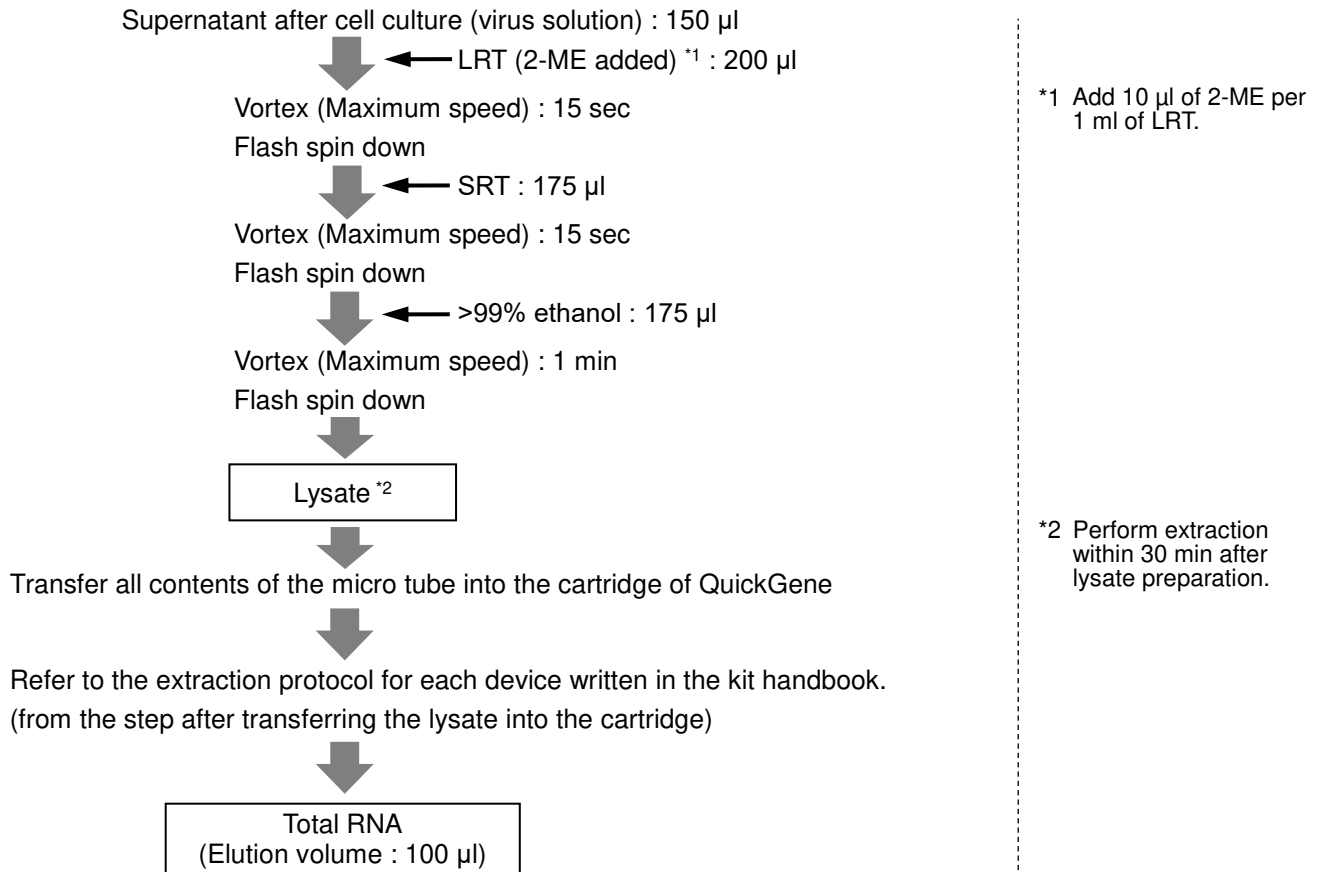 Supernatant after cell culture (virus solution) : 150 µl
LRT (2-ME added) *1 : 200 µl
Vortex (Maximum speed) : 15 sec
Flash spin down
SRT : 175 µl
Vortex (Maximum speed) : 15 sec
Flash spin down
>99% ethanol : 175 µl
Vortex (Maximum speed) : 1 min
Flash spin down
Lysate *2
Transfer all contents of the micro tube into the cartridge of QuickGene
Refer to the extraction protocol for each device written in the kit handbook.
(from the step after transferring the lysate into the cartridge)
Total RNA
(Elution volume : 100 µl)
*1 Add 10 µl of 2-ME per
1 ml of LRT.
*2 Perform extraction
within 30 min after
lysate preparation.